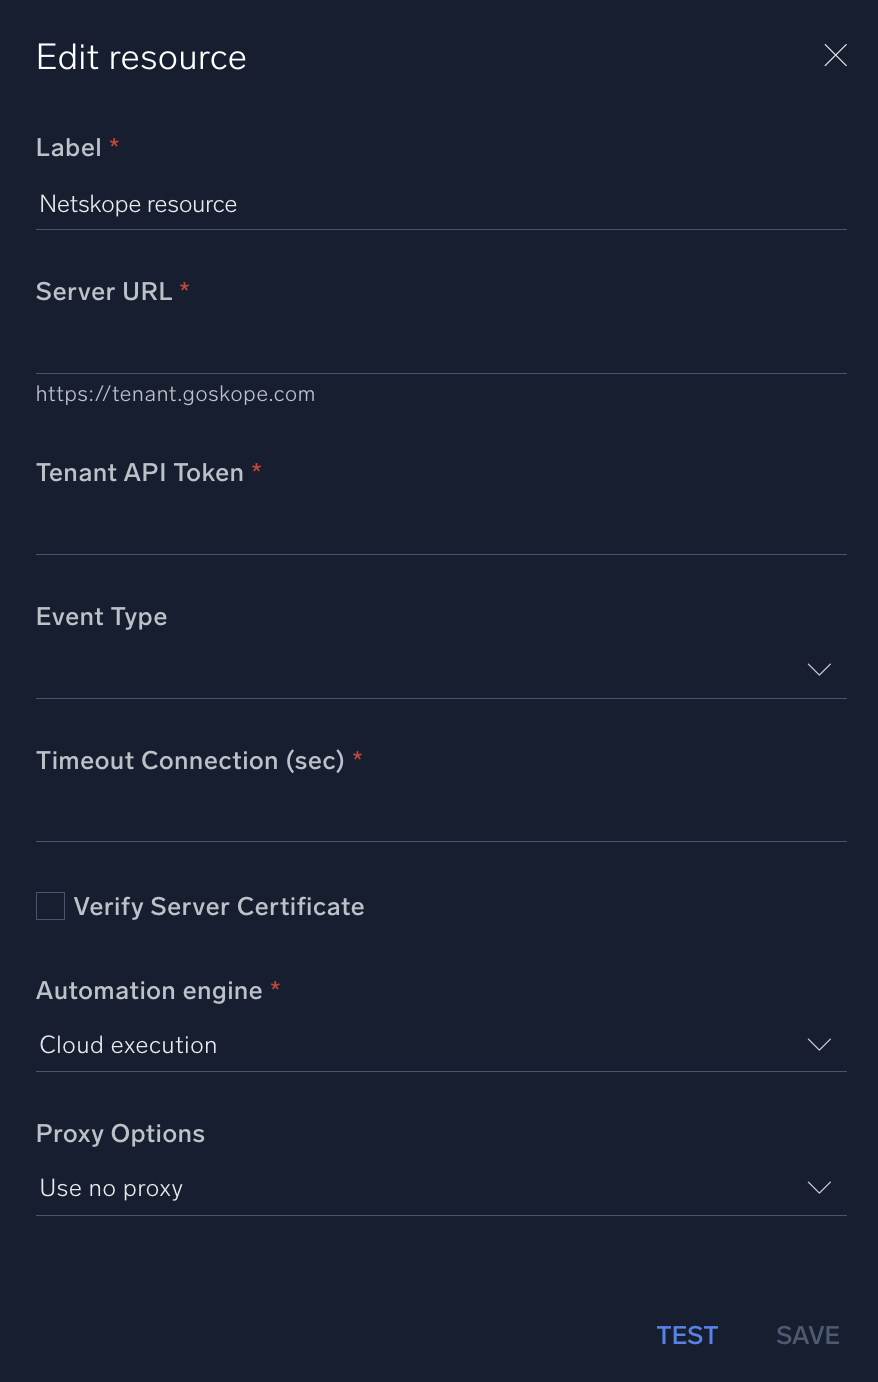 Edit resource
Label *
Netskope resource
Server URL *
https://tenant.goskope.com
Tenant API Token *
Event Type
Timeout Connection (sec) *
Verify Server Certificate
Automation engine *
Cloud execution
Proxy Options
Use no proxy
TEST SAVE